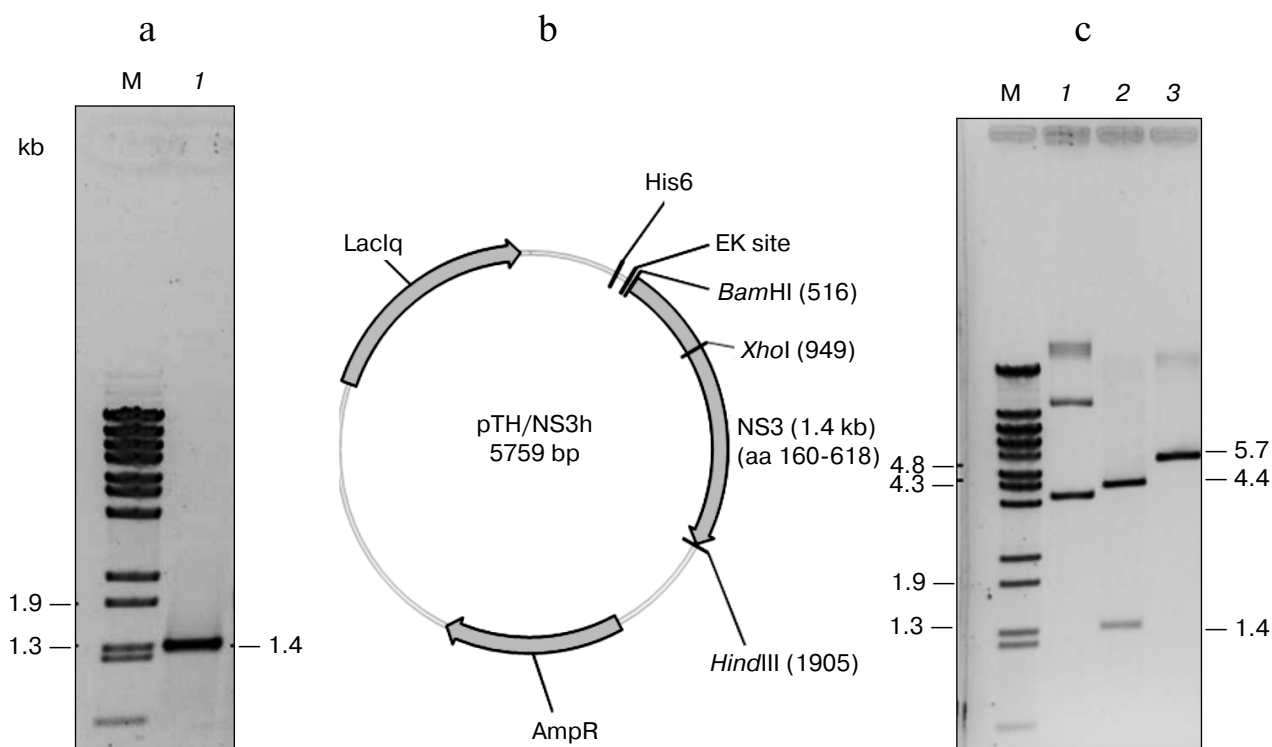 a
b
c
M 1
kb
1.9
1.3
1.4
LacIq
His6
EK site
BamHI (516)
XhoI (949)
pTH/NS3h
5759 bp
NS3 (1.4 kb)
(aa 160-618)
HindIII (1905)
AmpR
M 1 2 3
4.8
4.3
1.9
1.3
5.7
4.4
1.4